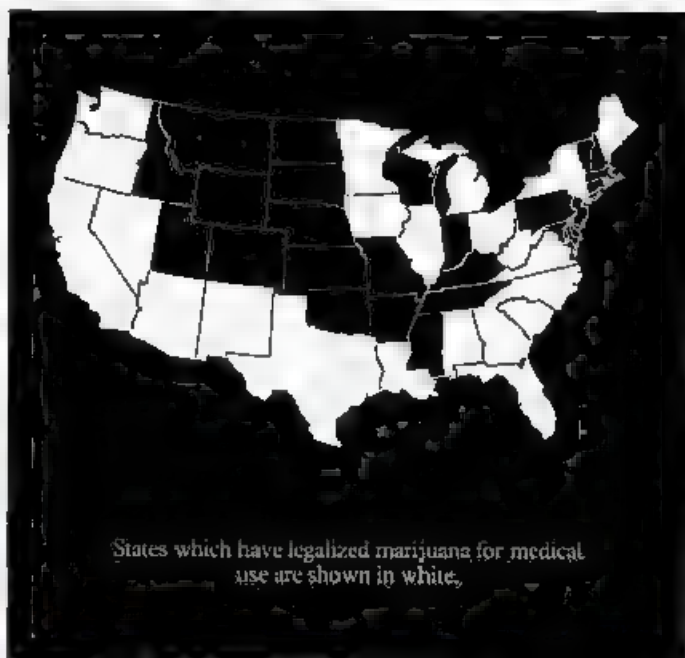 States which have legalized marijuana for medical
use are shown in white.